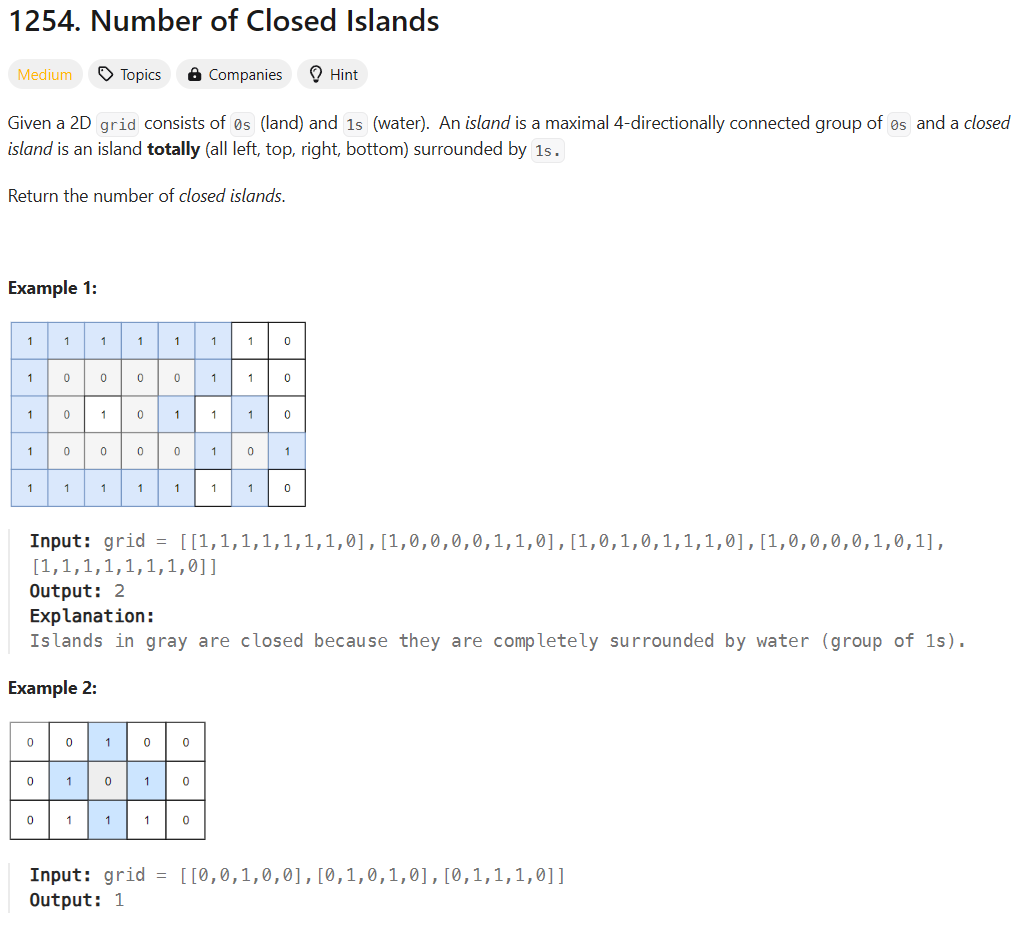 1254. Number of Closed Islands
Medium Topics Companies Hint
Given a 2D grid consists of 0s (land) and 1s (water). An island is a maximal 4-directionally connected group of 0s and a closed
island is an island totally (all left, top, right, bottom) surrounded by 1s.
Return the number of closed islands.
Example 1:
1 1 1 1 1 1 1 0
1 0 0 0 0 1 1 0
1 0 1 0 1 1 1 0
1 0 0 0 0 1 0 1
1 1 1 1 1 1 1 0
Input: grid = [[1,1,1,1,1,1,1,0],[1,0,0,0,0,1,1,0],[1,0,1,0,1,1,1,0],[1,0,0,0,0,1,0,1],
[1,1,1,1,1,1,1,0]]
Output: 2
Explanation:
Islands in gray are closed because they are completely surrounded by water (group of 1s).
Example 2:
0 0 1 0 0
0 1 0 1 0
0 1 1 1 0
Input: grid = [[0,0,1,0,0],[0,1,0,1,0],[0,1,1,1,0]]
Output: 1